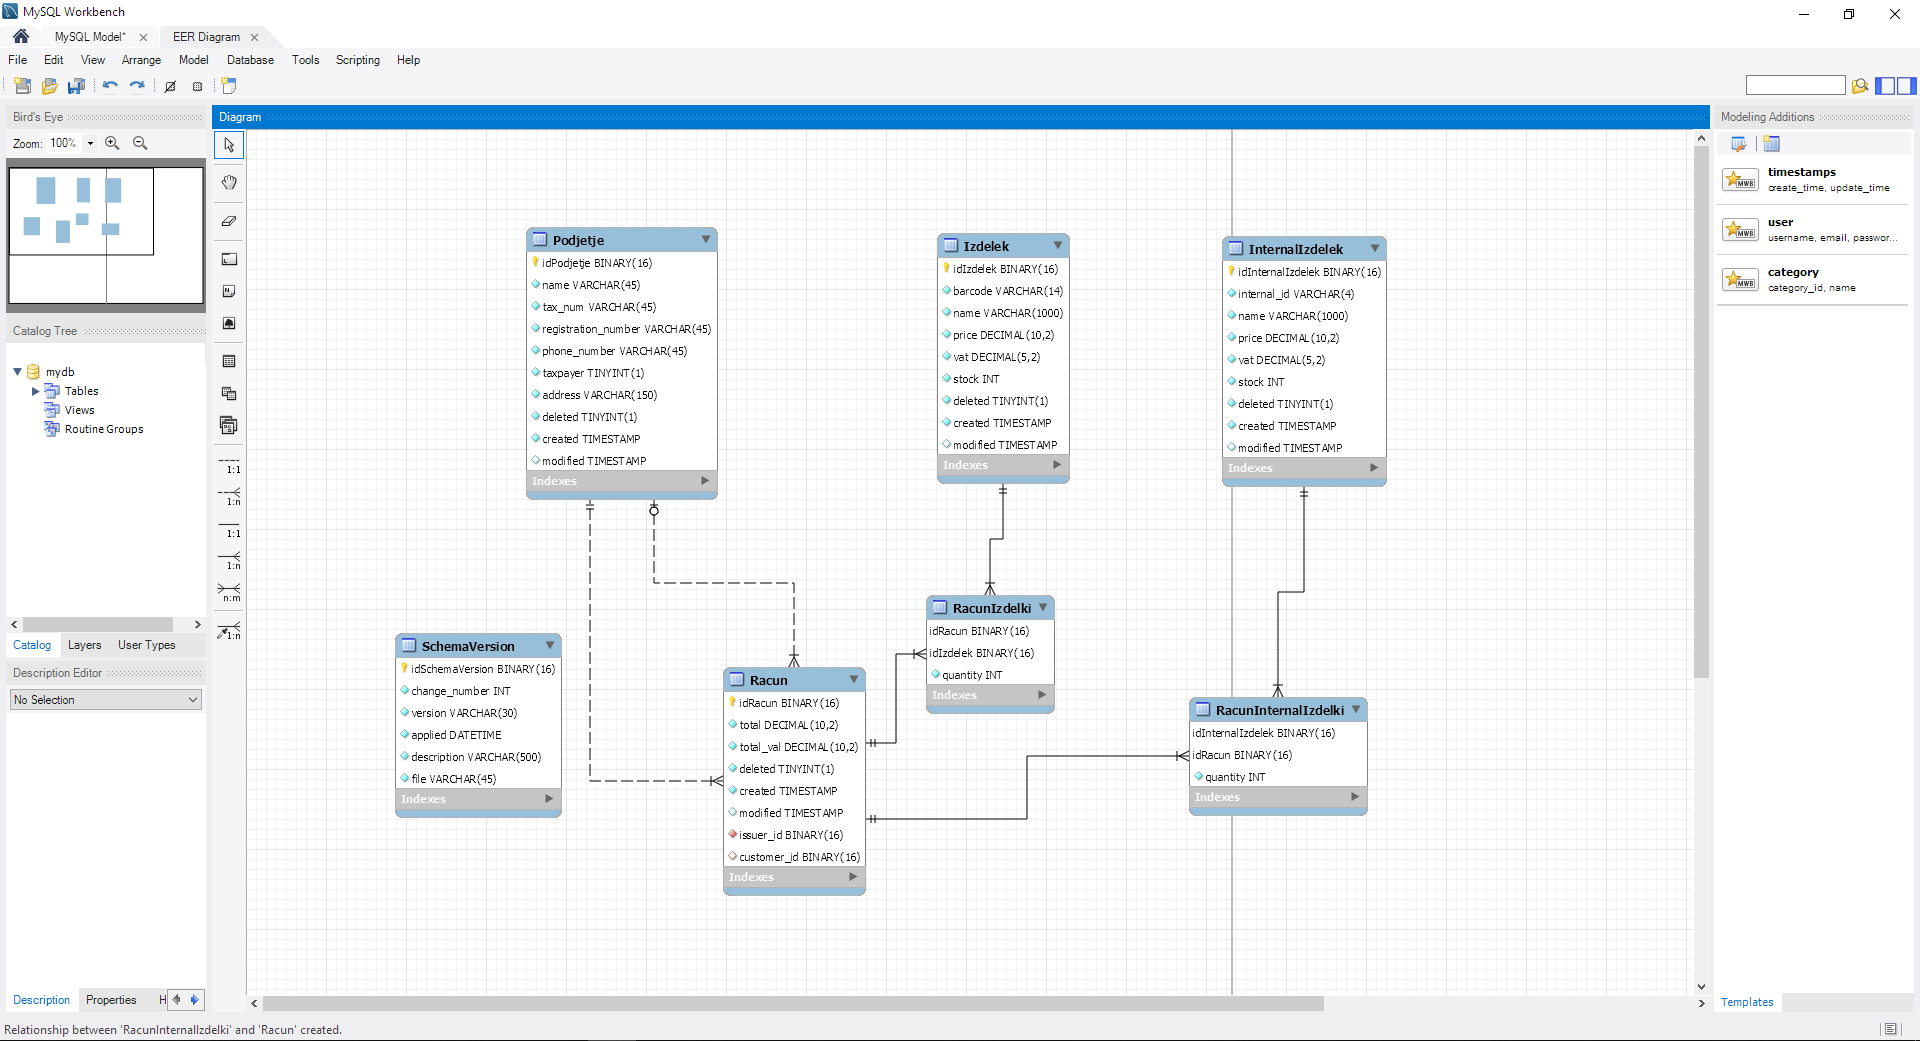 MySQL Workbench
MySQL Model*
EER Diagram
File Edit View Arrange Model Database Tools Scripting Help
Bird's Eye
Zoom: 100%
Catalog Tree
mydb
Tables
Views
Routine Groups
Catalog Layers User Types
Description Editor
No Selection
Description Properties H
Diagram
1:1
1:n
1:1
1:n
n:m
1:n
Podjetje
idPodjetje BINARY(16)
name VARCHAR(45)
tax_num VARCHAR(45)
registration_number VARCHAR(45)
phone_number VARCHAR(45)
taxpayer TINYINT(1)
address VARCHAR(150)
deleted TINYINT(1)
created TIMESTAMP
modified TIMESTAMP
Indexes
Izdelek
idIzdelek BINARY(16)
barcode VARCHAR(14)
name VARCHAR(1000)
price DECIMAL(10,2)
vat DECIMAL(5,2)
stock INT
deleted TINYINT(1)
created TIMESTAMP
modified TIMESTAMP
Indexes
InternalIzdelek
idInternalIzdelek BINARY(16)
internal_id VARCHAR(4)
name VARCHAR(1000)
price DECIMAL(10,2)
vat DECIMAL(5,2)
stock INT
deleted TINYINT(1)
created TIMESTAMP
modified TIMESTAMP
Indexes
SchemaVersion
idSchemaVersion BINARY(16)
change_number INT
version VARCHAR(30)
applied DATETIME
description VARCHAR(500)
file VARCHAR(45)
Indexes
Racun
idRacun BINARY(16)
total DECIMAL(10,2)
total_val DECIMAL(10,2)
deleted TINYINT(1)
created TIMESTAMP
modified TIMESTAMP
issuer_id BINARY(16)
customer_id BINARY(16)
Indexes
RacunIzdelki
idRacun BINARY(16)
idIzdelek BINARY(16)
quantity INT
Indexes
RacunInternalIzdelki
idInternalIzdelek BINARY(16)
idRacun BINARY(16)
quantity INT
Indexes
Modeling Additions
MWB
timestamps
create_time, update_time
MWB
user
username, email, passwor...
MWB
category
category_id, name
Templates
Relationship between 'RacunInternalIzdelki' and 'Racun' created.